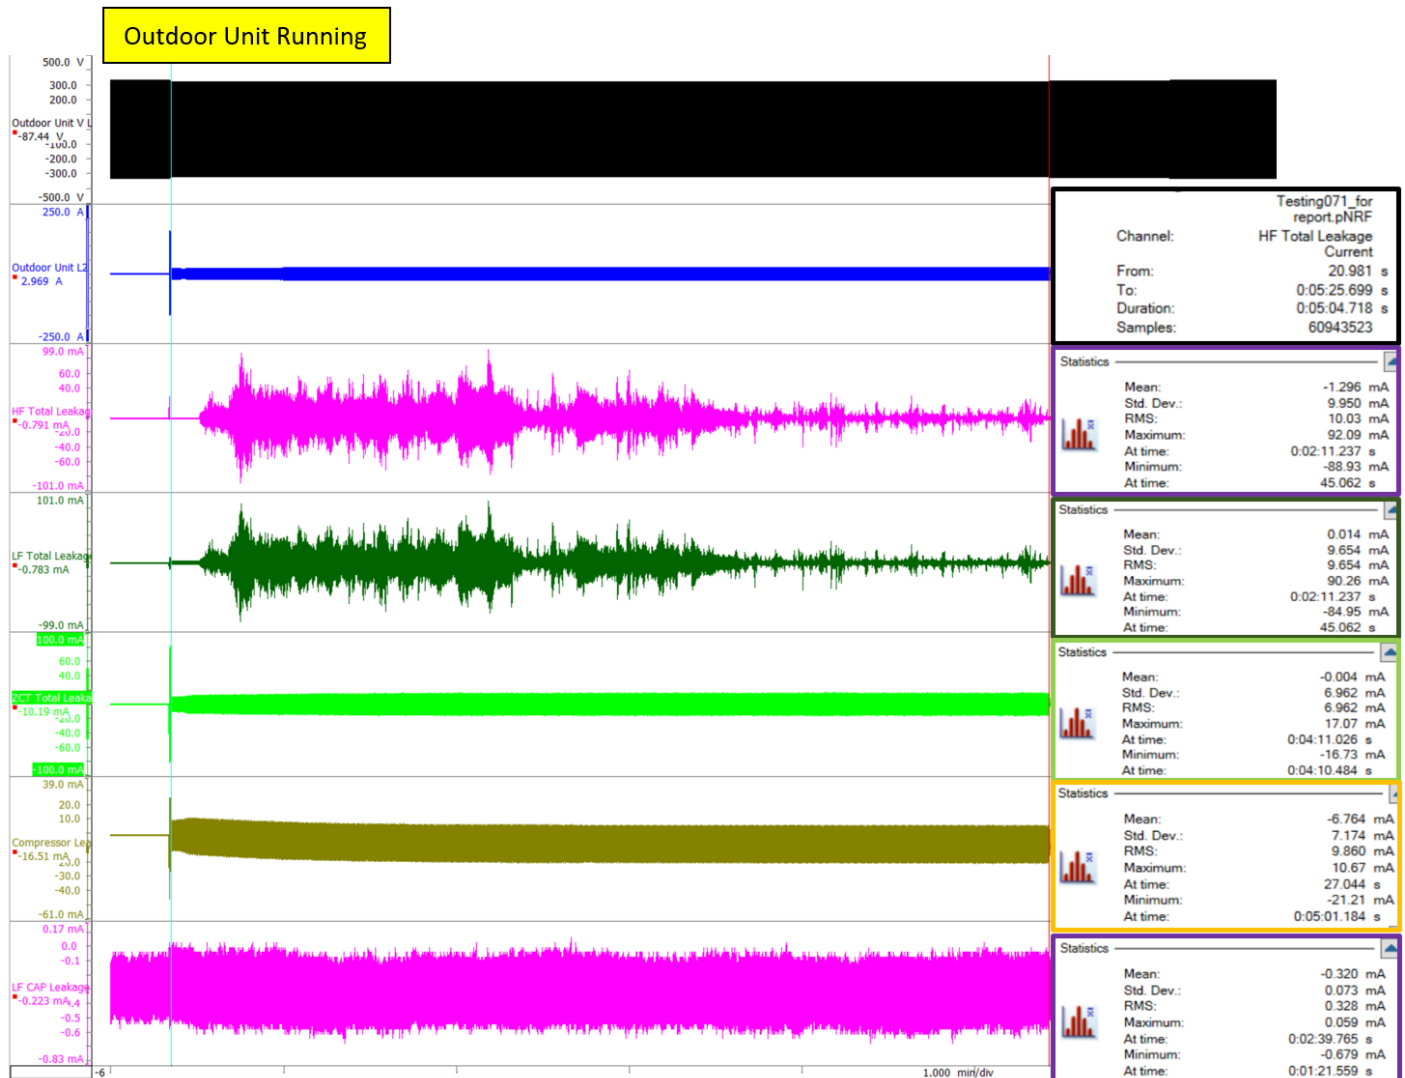 Outdoor Unit Running
500.0 V
300.0
200.0
Outdoor Unit V L
-87.44 V
-100.0
-200.0
-300.0
-500.0 V
250.0 A
Outdoor Unit L2
2.969 A
-250.0 A
99.0 mA
60.0
40.0
HF Total Leakag
-0.791 mA
-20.0
-40.0
-60.0
-101.0 mA
101.0 mA
LF Total Leakage
-0.783 mA
-99.0 mA
100.0 mA
60.0
40.0
ZCT Total Leaka
-10.19 mA
-20.0
-40.0
-60.0
-100.0 mA
39.0 mA
20.0
10.0
Compressor Lea
-16.51 mA
-30.0
-40.0
-61.0 mA
0.17 mA
0.0
-0.1
LF CAP Leakage
-0.223 mA
-0.5
-0.6
-0.83 mA
-6
1.000 min/div
Testing071_for
report.pNRF
Channel: HF Total Leakage
Current
From: 20.981 s
To: 0:05:25.699 s
Duration: 0:05:04.718 s
Samples: 60943523
Statistics
Mean: -1.296 mA
Std. Dev.: 9.950 mA
RMS: 10.03 mA
Maximum: 92.09 mA
At time: 0:02:11.237 s
Minimum: -88.93 mA
At time: 45.062 s
Statistics
Mean: 0.014 mA
Std. Dev.: 9.654 mA
RMS: 9.654 mA
Maximum: 90.26 mA
At time: 0:02:11.237 s
Minimum: -84.95 mA
At time: 45.062 s
Statistics
Mean: -0.004 mA
Std. Dev.: 6.962 mA
RMS: 6.962 mA
Maximum: 17.07 mA
At time: 0:04:11.026 s
Minimum: -16.73 mA
At time: 0:04:10.484 s
Statistics
Mean: -6.764 mA
Std. Dev.: 7.174 mA
RMS: 9.860 mA
Maximum: 10.67 mA
At time: 27.044 s
Minimum: -21.21 mA
At time: 0:05:01.184 s
Statistics
Mean: -0.320 mA
Std. Dev.: 0.073 mA
RMS: 0.328 mA
Maximum: 0.059 mA
At time: 0:02:39.765 s
Minimum: -0.679 mA
At time: 0:01:21.559 s